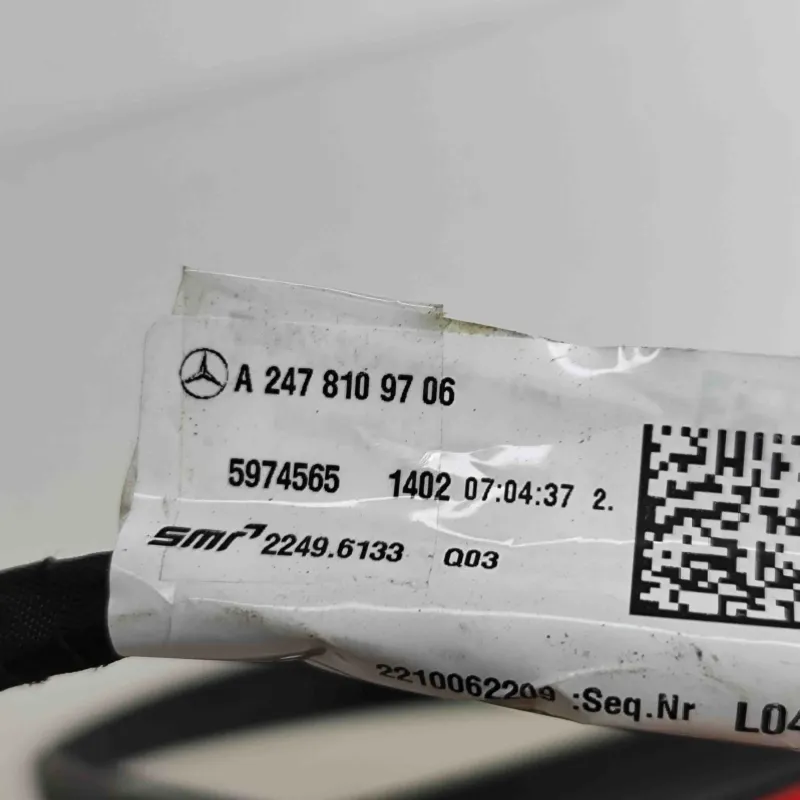 A 247 810 97 06
5974565 1402 07:04:37 2.
smr 2249.6133 Q03
2210062209 :Seq.Nr L04